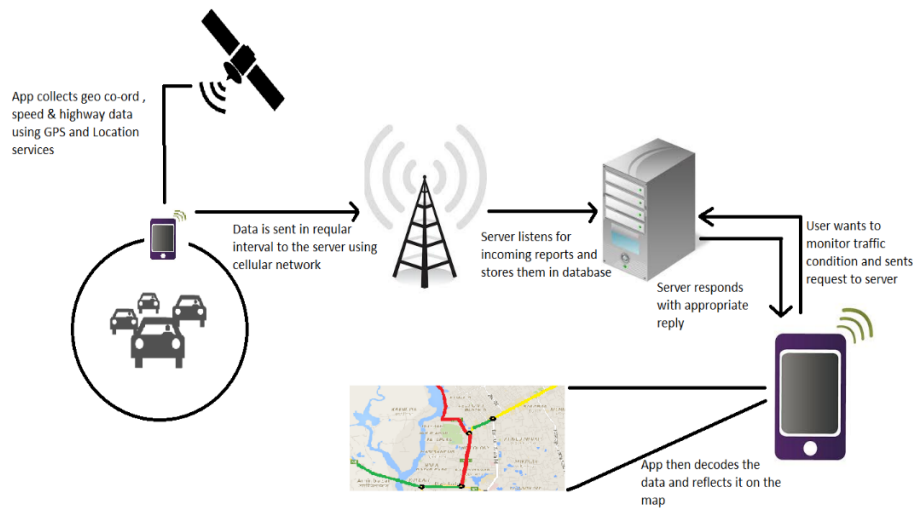 App collects geo co-ord ,
speed & highway data
using GPS and Location
services
Data is sent in reqular
interval to the server using
cellular network
Server listens for
incoming reports and
stores them in database
User wants to
monitor traffic
condition and sents
request to server
Server responds
with appropriate
reply
App then decodes the
data and reflects it on the
map